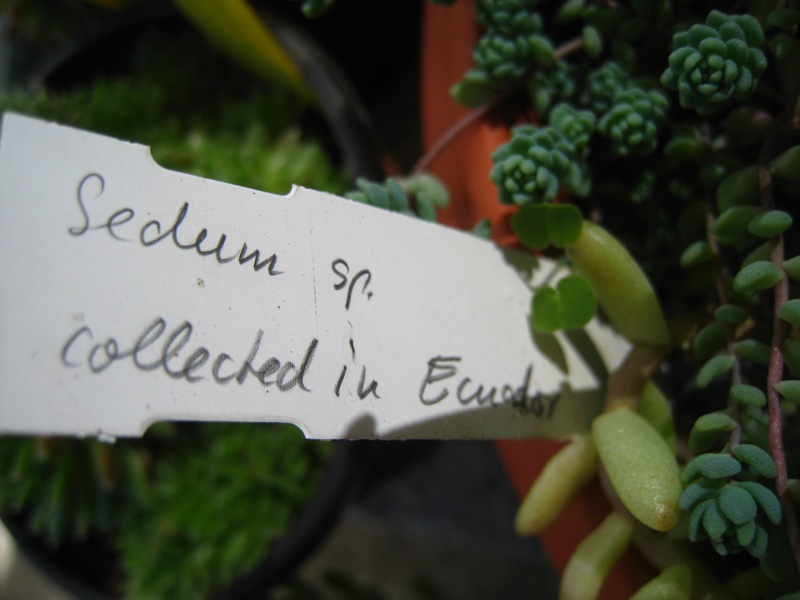 Sedum sp.
collected in Ecuador